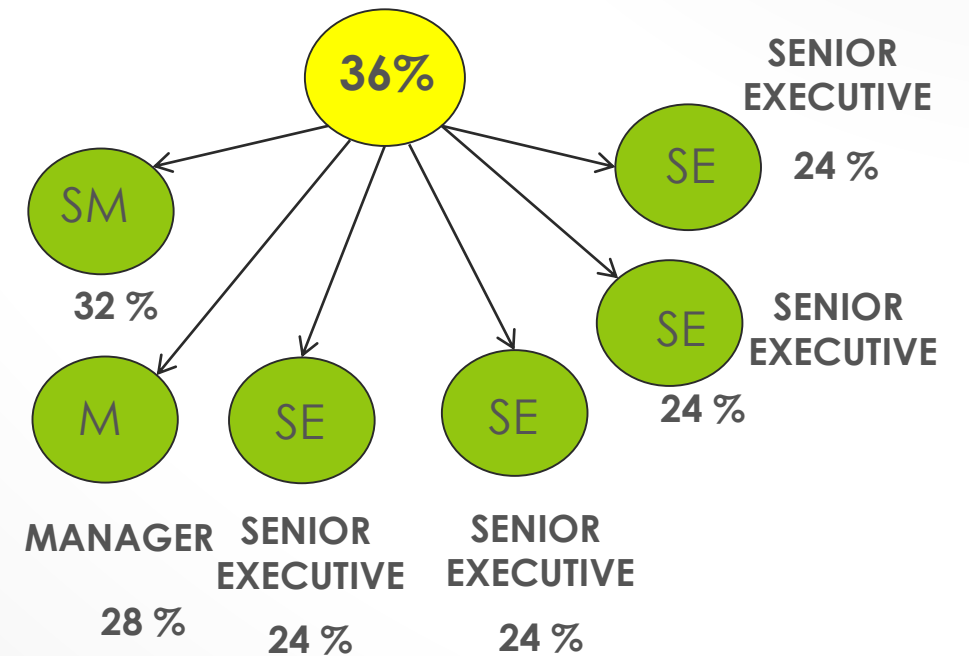 36%
SENIOR
EXECUTIVE
24 %
SE
SM
32 %
SE
SENIOR
EXECUTIVE
24 %
M
SE
SE
MANAGER
28 %
SENIOR
EXECUTIVE
24 %
SENIOR
EXECUTIVE
24 %